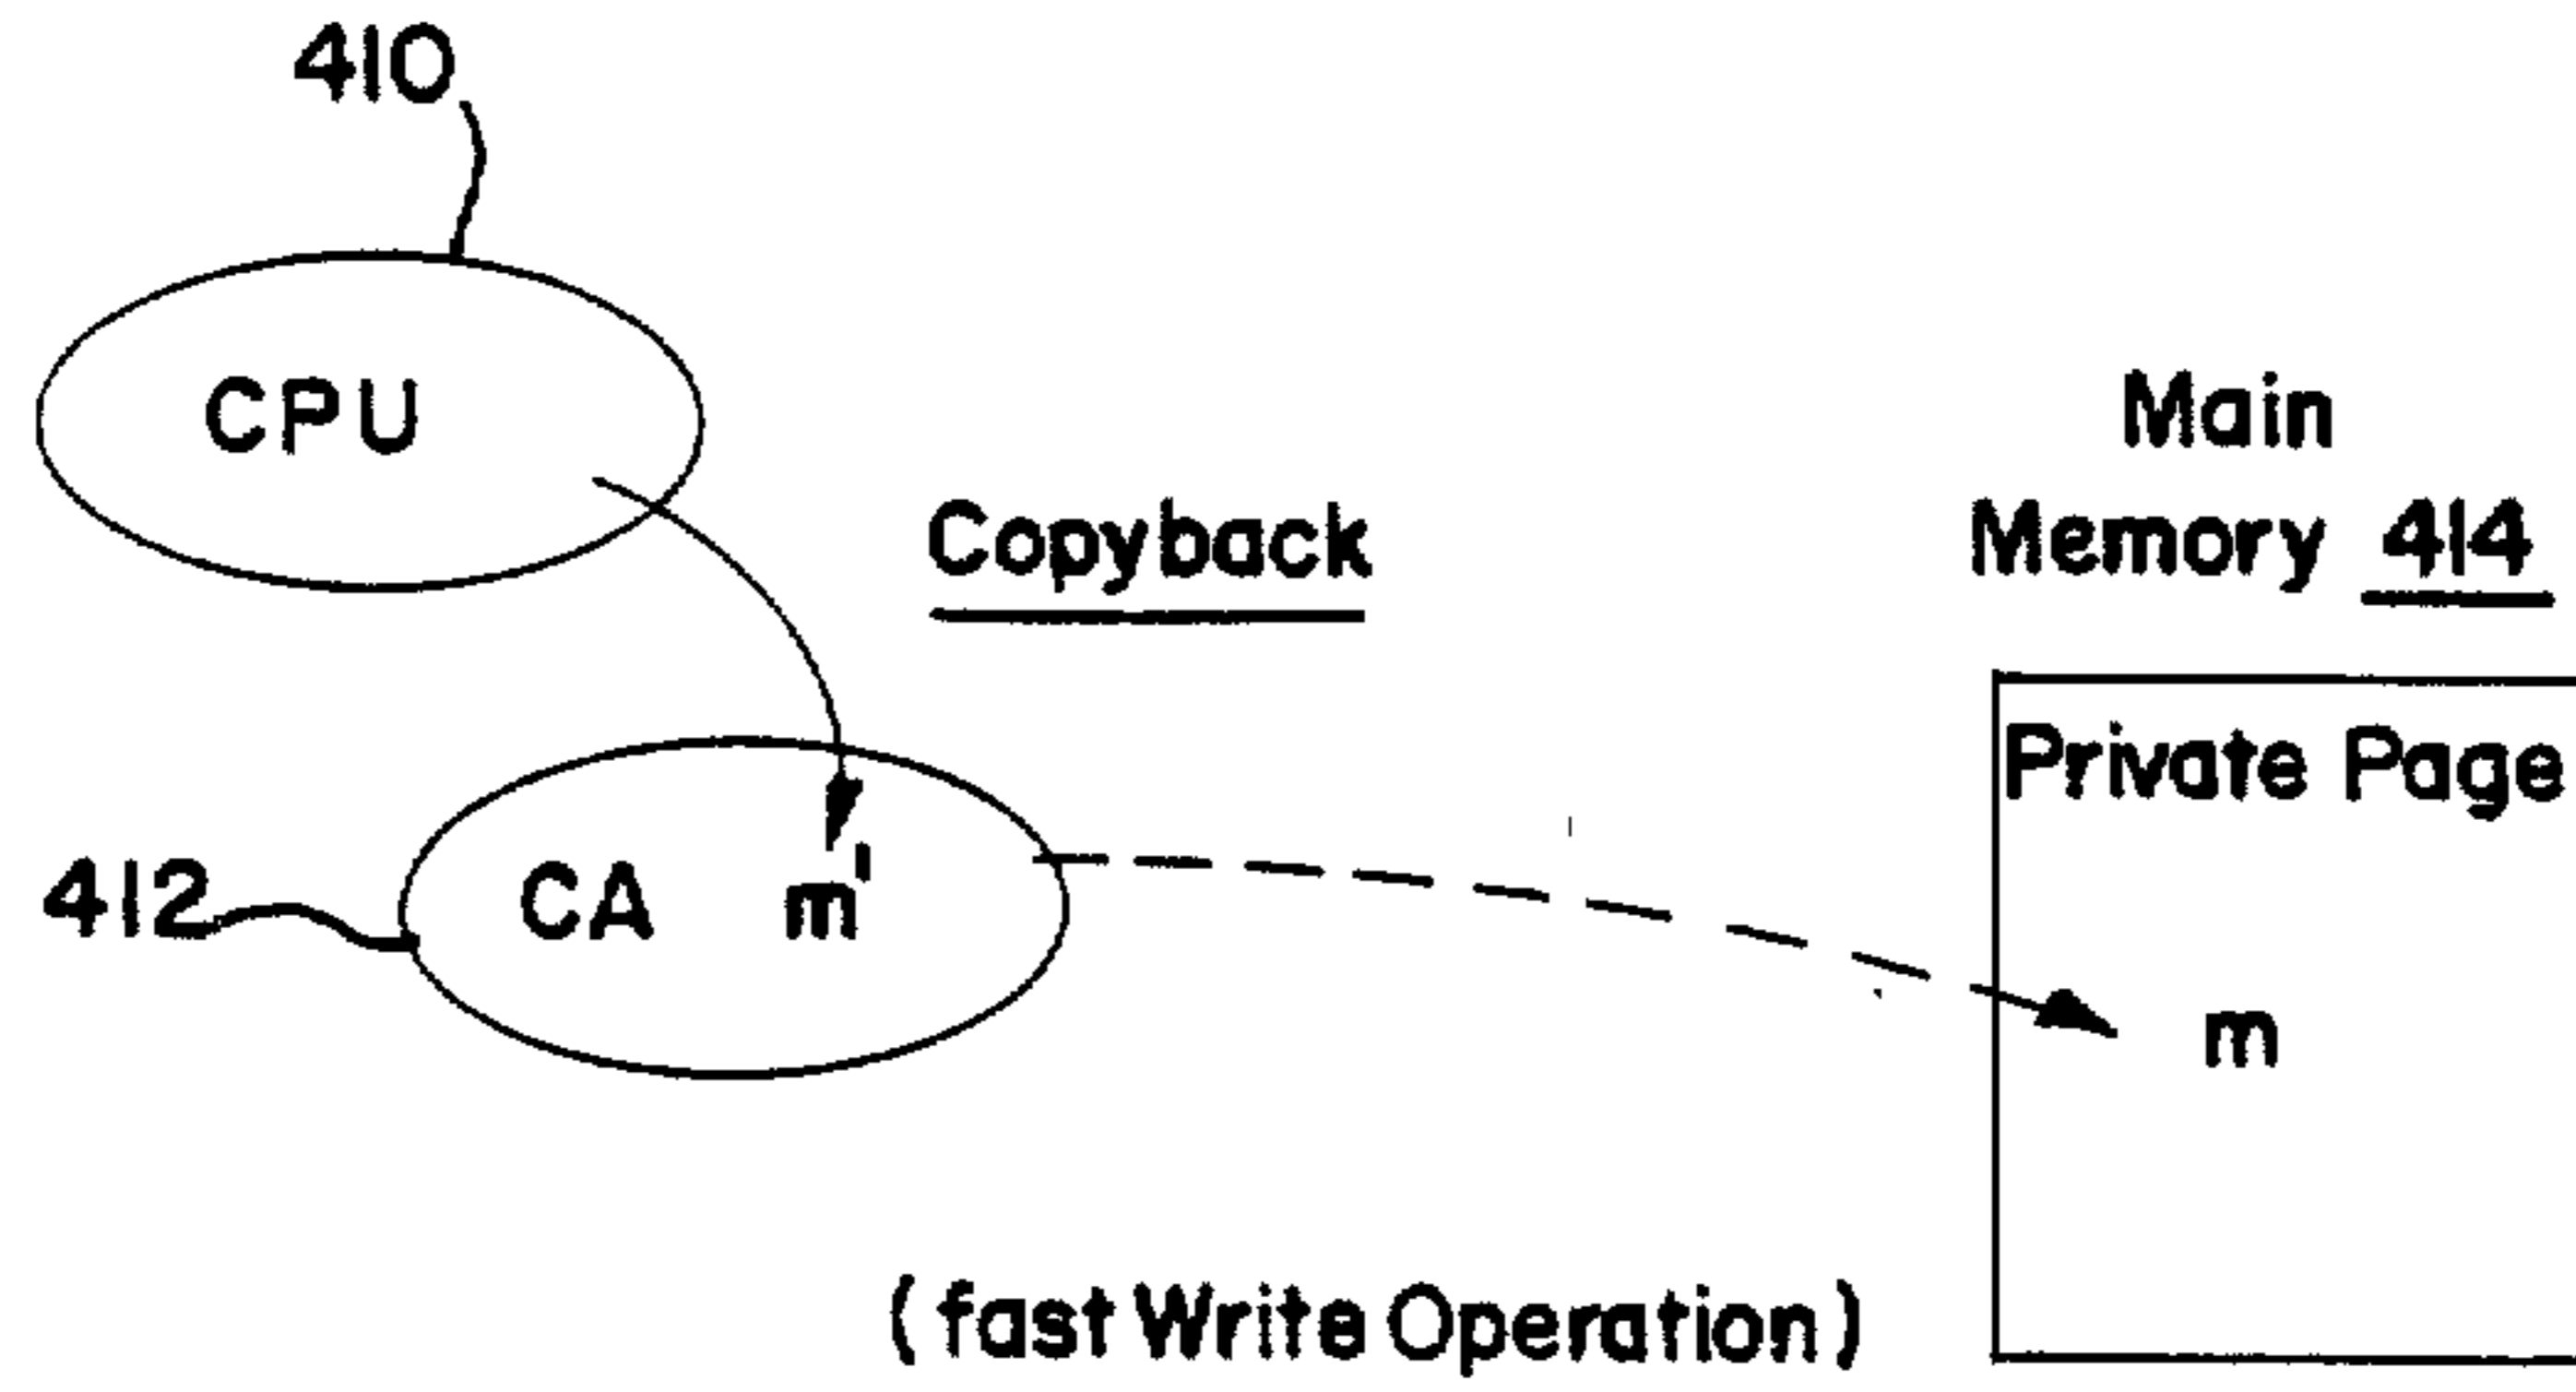 410
CPU
Main
Copyback
Memory 414
Private Page
412
CA m'
m
(fast Write Operation)